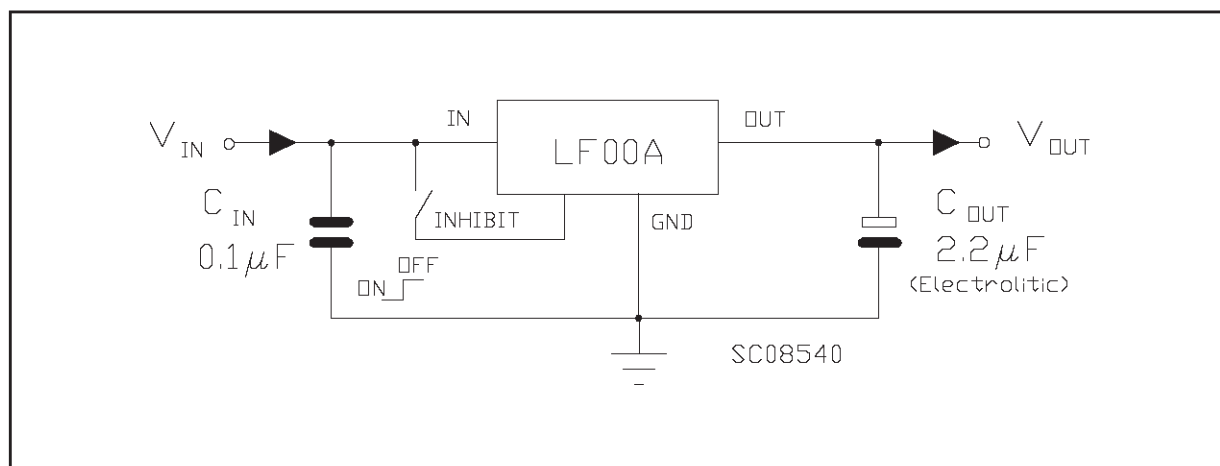 IN
OUT
V IN
LF00A
V OUT
C IN
0.1μF
INHIBIT
GND
C OUT
2.2μF
(Electrolitic)
OFF
ON
SC08540